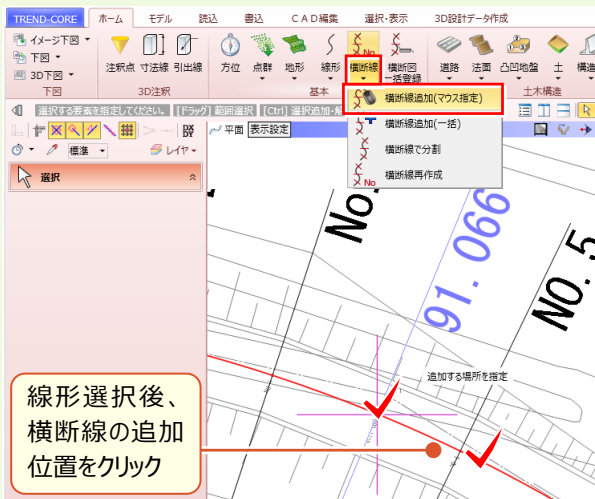 TREND-CORE ホーム モデル 読込 書込 CAD編集 選択・表示 3D設計データ作成
イメージ下図
下図
3D下図
注釈点 寸法線 引出線
方位 点群 地形 線形 横断線 横断図
一括登録
道路 法面 凸凹地盤 土 構造
下図 3D注釈 基本 土木構造
選択する要素を指定してください。 [ドラッグ] 範囲選択 [Ctrl] 選択追加・
横断線追加(マウス指定)
横断線追加(一括)
横断線で分割
横断線再作成
標準 レイヤ
平面 表示設定
選択
No.
91.066
NO. 5
追加する場所を指定
線形選択後、
横断線の追加
位置をクリック